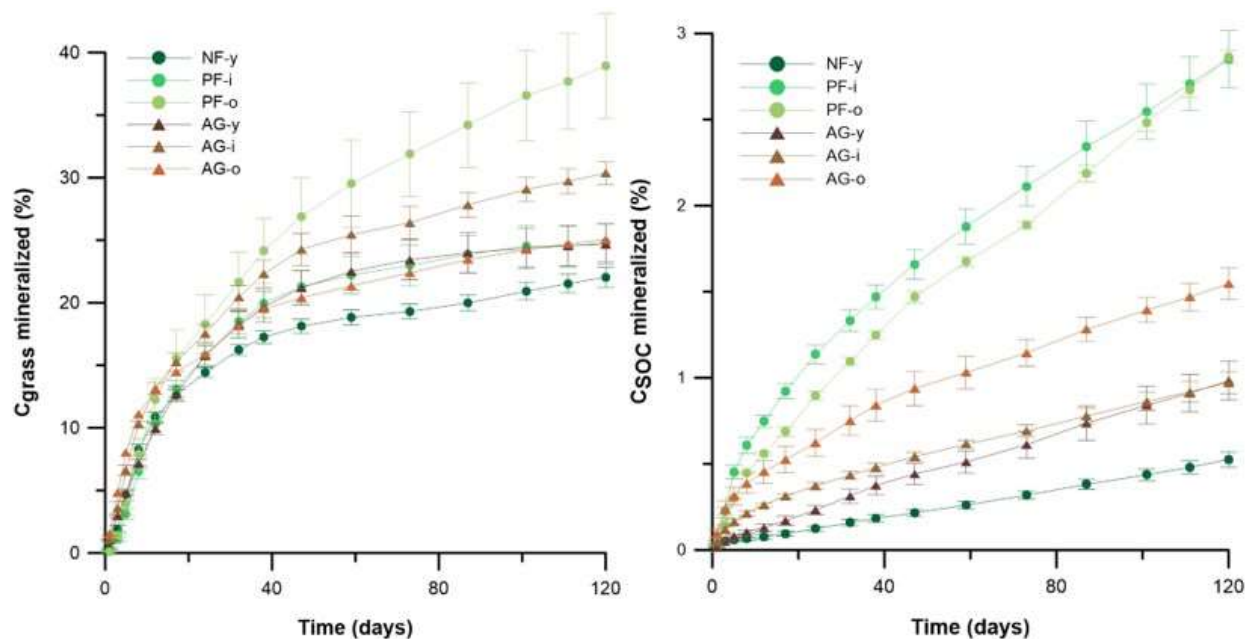 Cgrass mineralized (%)
40
30
20
10
0
NF-y
PF-i
PF-o
AG-y
AG-i
AG-o
0
40
80
120
Time (days)
CSOC mineralized (%)
3
2
1
0
NF-y
PF-i
PF-o
AG-y
AG-i
AG-o
0
40
80
120
Time (days)